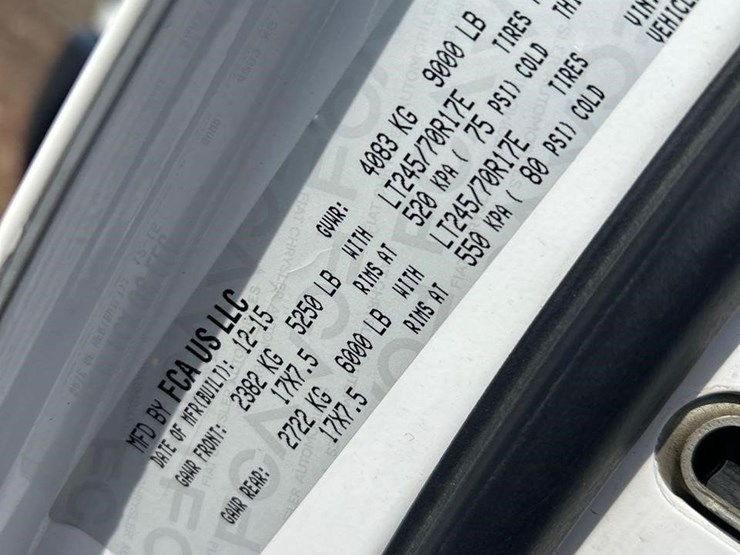 MFD BY FCA US LLC
DATE OF MFR(BUILT): 12-15 GVWR: 4083 KG 9000 LB
GAWR FRONT: 2382 KG 5250 LB WITH LT245/70R17E TIRES
17X7.5 RIMS AT 520 KPA ( 75 PSI) COLD
GAWR REAR: 2722 KG 6000 LB WITH LT245/70R17E TIRES
17X7.5 RIMS AT 550 KPA ( 80 PSI) COLD